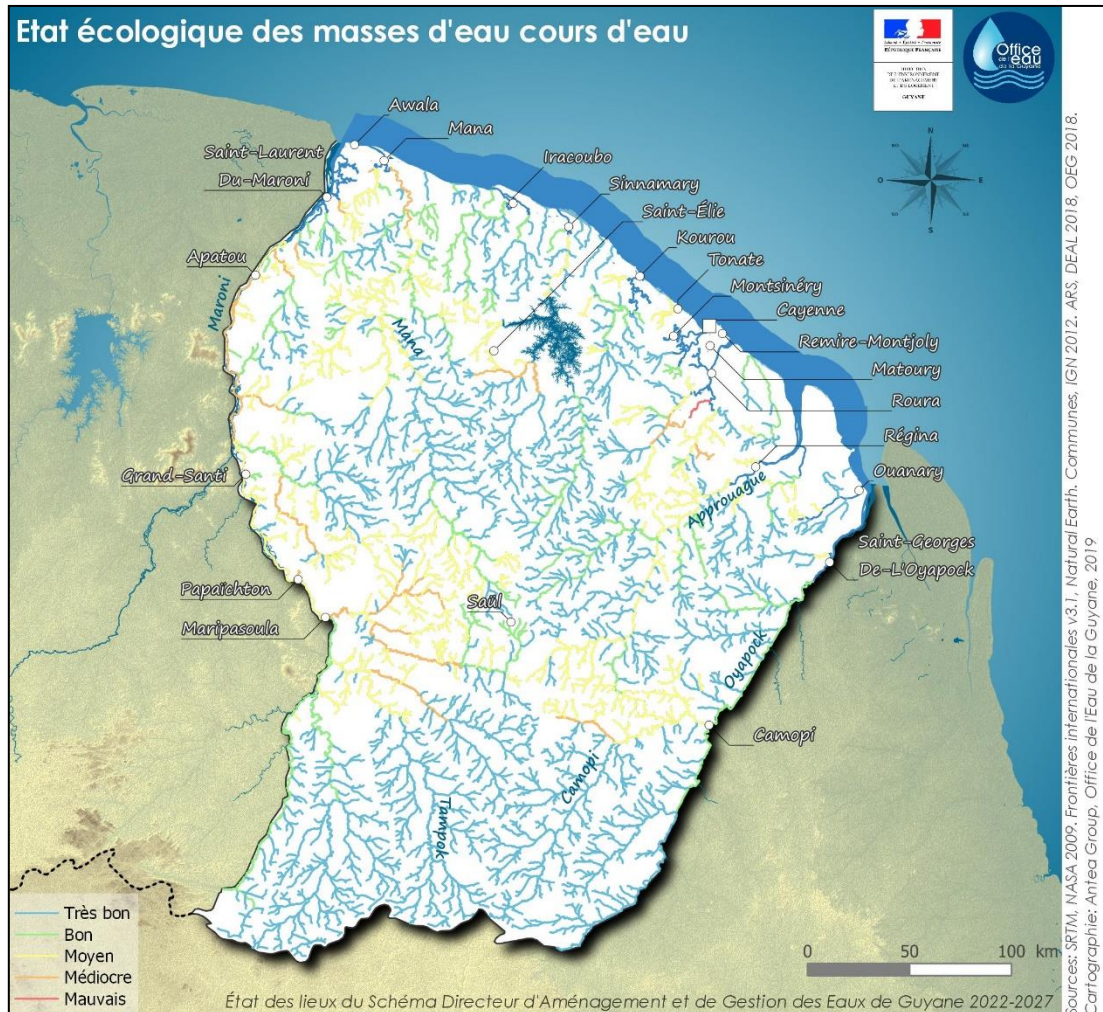 Etat écologique des masses d'eau cours d'eau
RÉPUBLIQUE FRANÇAISE
GUYANE
Office
de l'eau
de la Guyane
N
O
E
S
Awala
Mana
Saint-Laurent
Du-Maroni
Iracoubo
Sinnamary
Saint-Élie
Kourou
Tonate
Montsinéry
Cayenne
Remire-Montjoly
Matoury
Roura
Régina
Ouanary
Apatou
Maroni
Mana
Grand-Santi
Approuague
Saint-Georges
De-L'Oyapock
Papaïchton
Maripasoula
Saül
Oyapock
Camopi
Camopi
Tampok
Très bon
Bon
Moyen
Médiocre
Mauvais
0 50 100 km
État des lieux du Schéma Directeur d'Aménagement et de Gestion des Eaux de Guyane 2022-2027
Sources: SRTM, NASA 2009. Frontières internationales v3.1, Natural Earth. Communes, IGN 2012. ARS, DEAL 2018, OEG 2018.
Cartographie: Antea Group, Office de l'Eau de la Guyane, 2019